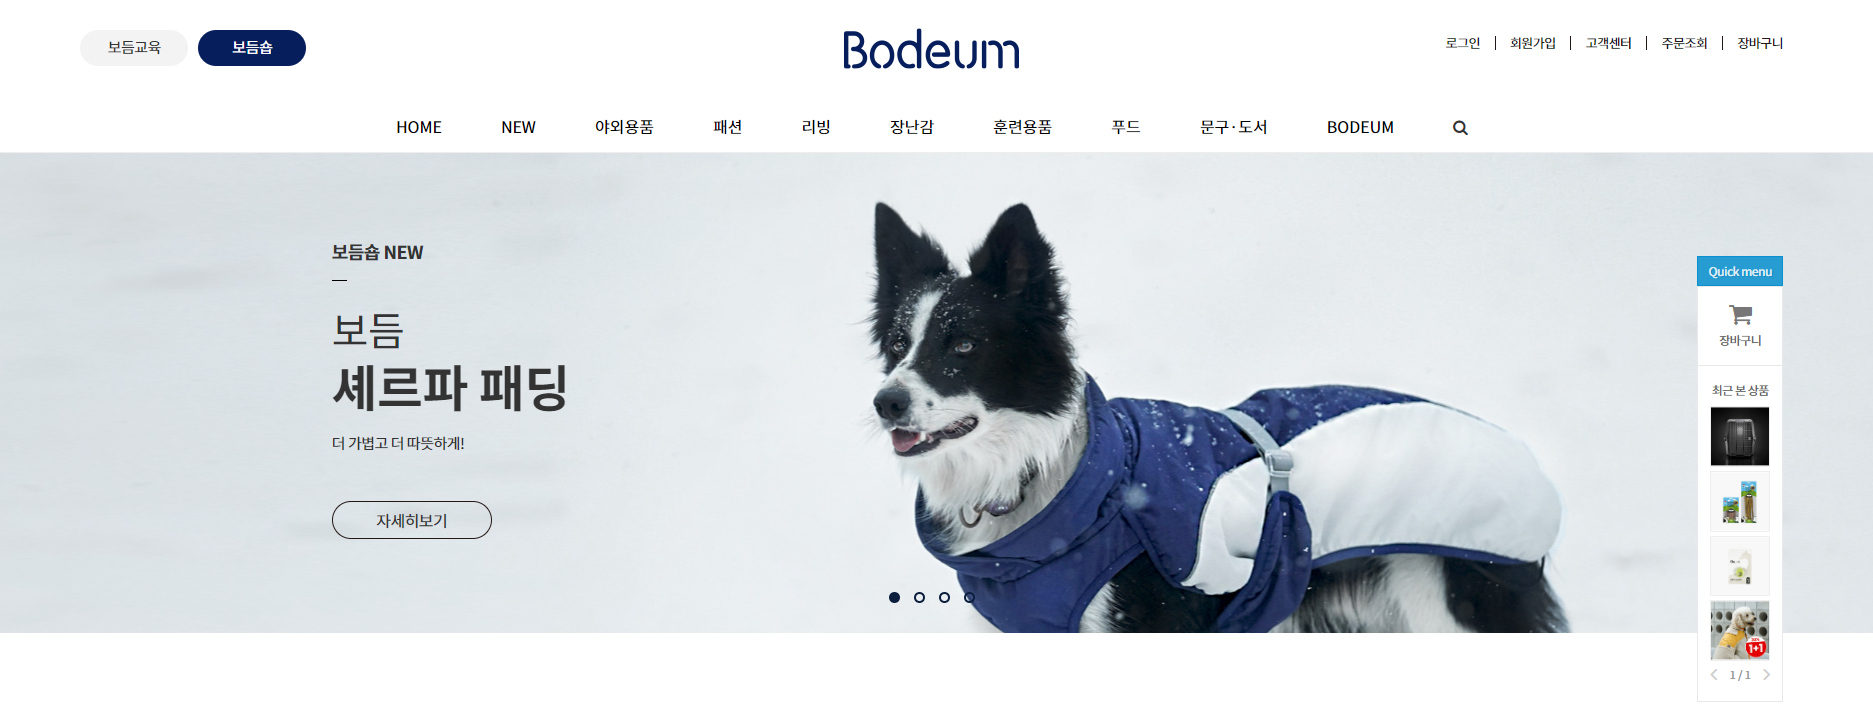 보듬교육
보듬숍
Bodeum
로그인
회원가입
고객센터
주문조회
장바구니
HOME
NEW
야외용품
패션
리빙
장난감
훈련용품
푸드
문구·도서
BODEUM
보듬숍 NEW
보듬
셰르파 패딩
더 가볍고 더 따뜻하게!
자세히보기
Quick menu
장바구니
최근 본 상품
1+1
1 / 1